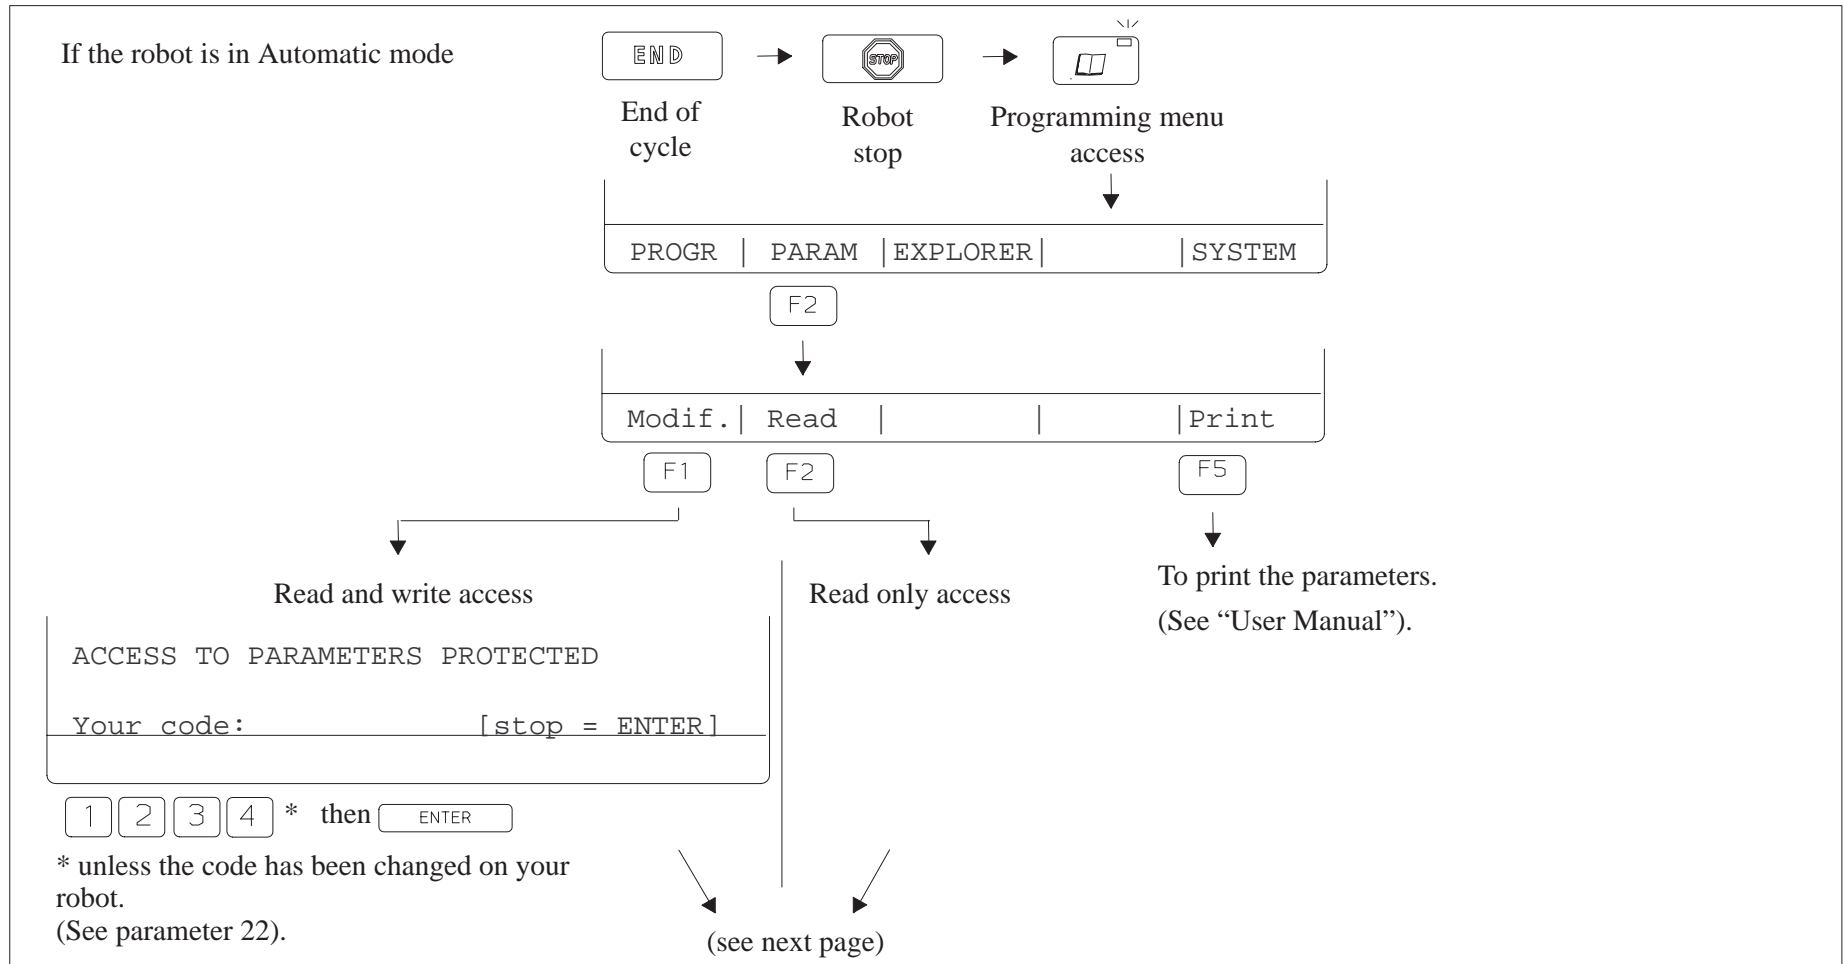 If the robot is in Automatic mode
END
STOP
End of
cycle
Robot
stop
Programming menu
access
PROGR | PARAM |EXPLORER| |SYSTEM
F2
Modif.| Read | | |Print
F1
F2
F5
Read and write access
Read only access
To print the parameters.
(See “User Manual”).
ACCESS TO PARAMETERS PROTECTED
Your code: [stop = ENTER]
1 2 3 4 * then ENTER
* unless the code has been changed on your
robot.
(See parameter 22).
(see next page)